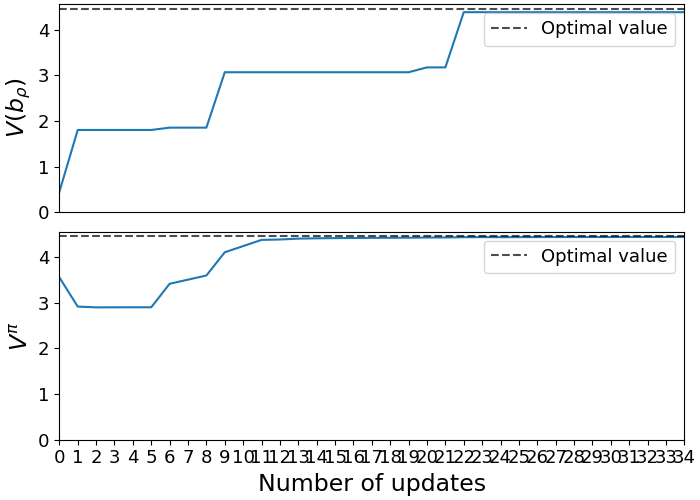 4
3
2
1
0
V(b_ρ)
Optimal value
4
3
2
1
0
V^π
Optimal value
0 1 2 3 4 5 6 7 8 9 10 11 12 13 14 15 16 17 18 19 20 21 22 23 24 25 26 27 28 29 30 31 32 33 34
Number of updates